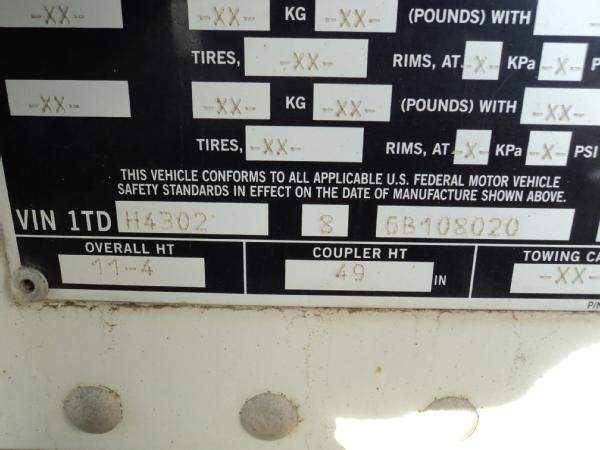 -XX- -XX- KG -XX- (POUNDS) WITH
TIRES, -XX- RIMS, AT -X- KPa -X-
-XX- -XX- KG -XX- (POUNDS) WITH -XX-
TIRES, -XX- RIMS, AT -X- KPa -X- PSI
THIS VEHICLE CONFORMS TO ALL APPLICABLE U.S. FEDERAL MOTOR VEHICLE
SAFETY STANDARDS IN EFFECT ON THE DATE OF MANUFACTURE SHOWN ABOVE.
VIN 1TD H4302 8 6B108020
OVERALL HT COUPLER HT TOWING CA
11-4 49 IN -XX-
P/N